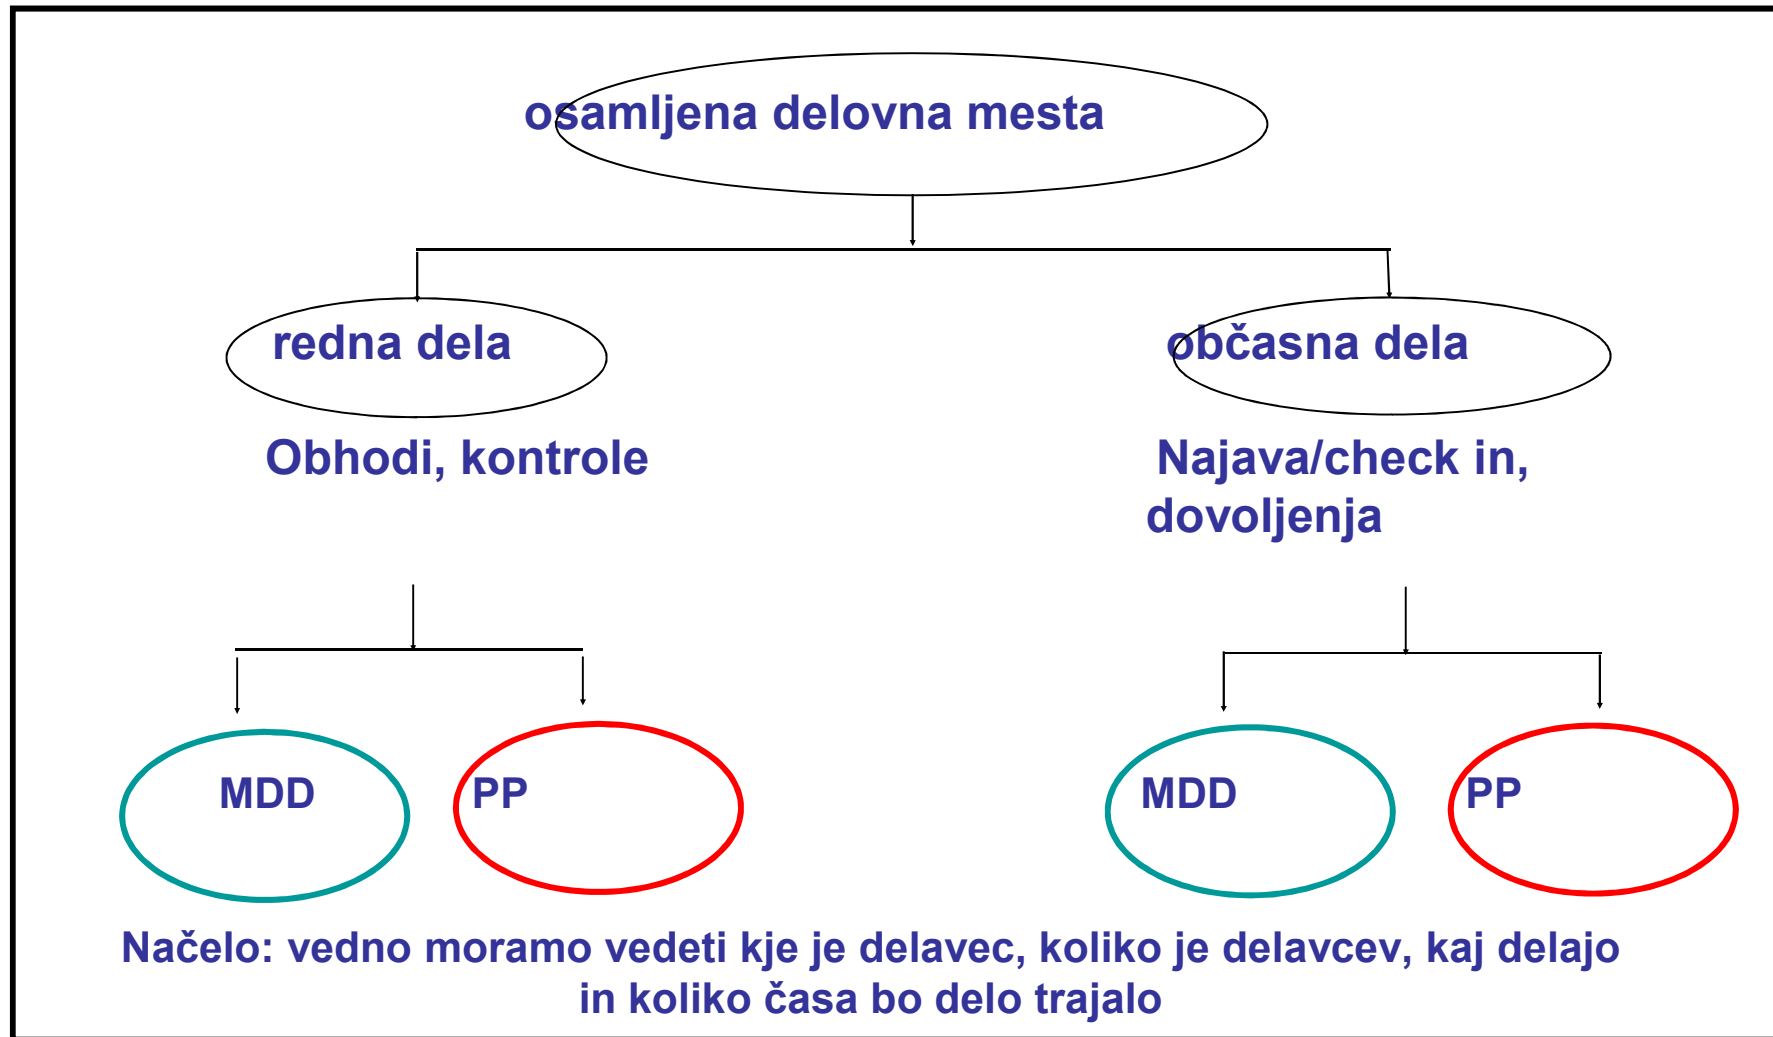 osamljena delovna mesta
redna dela
občasna dela
Obhodi, kontrole
Najava/check in,
dovoljenja
MDD
PP
MDD
PP
Načelo: vedno moramo vedeti kje je delavec, koliko je delavcev, kaj delajo
in koliko časa bo delo trajalo